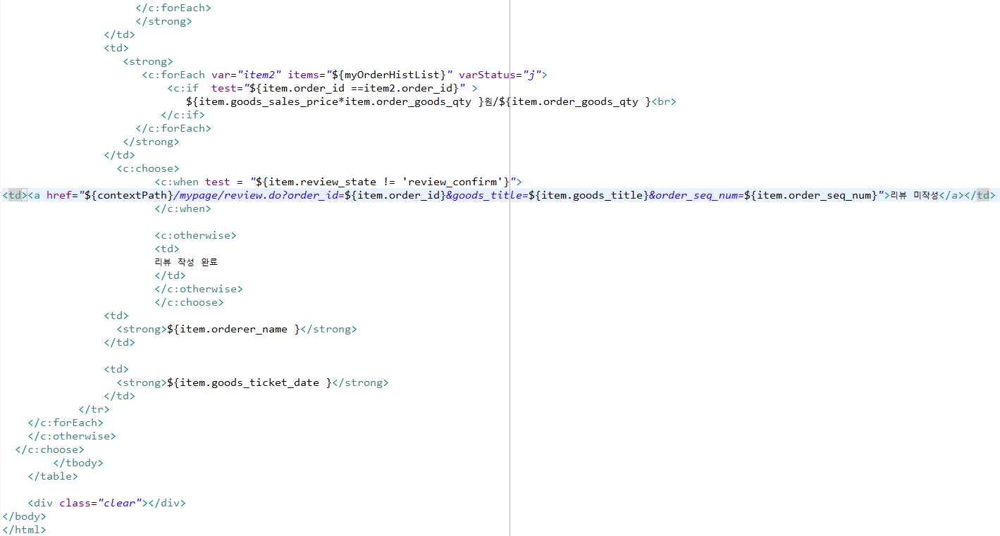 </c:forEach>
</strong>
</td>
<td>
<strong>
<c:forEach var="item2" items="${myOrderHistList}" varStatus="j">
<c:if  test="${item.order_id ==item2.order_id}" >
${item.goods_sales_price*item.order_goods_qty }원/${item.order_goods_qty }<br>
</c:if>
</c:forEach>
</strong>
</td>
<c:choose>
<c:when test = "${item.review_state != 'review_confirm'}">
<td><a href="${contextPath}/mypage/review.do?order_id=${item.order_id}&goods_title=${item.goods_title}&order_seq_num=${item.order_seq_num}">리뷰 미작성</a></td>
</c:when>
<c:otherwise>
<td>
리뷰 작성 완료
</td>
</c:otherwise>
</c:choose>
<td>
<strong>${item.orderer_name }</strong>
</td>
<td>
<strong>${item.goods_ticket_date }</strong>
</td>
</tr>
</c:forEach>
</c:otherwise>
</c:choose>
</tbody>
</table>
<div class="clear"></div>
</body>
</html>